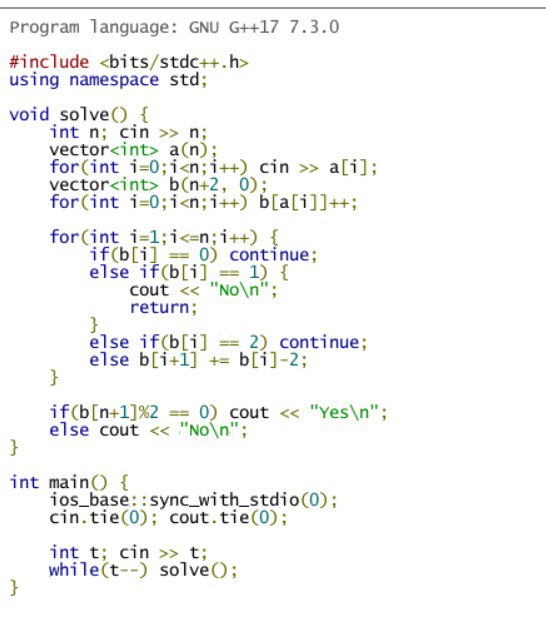 Program language: GNU G++17 7.3.0
#include <bits/stdc++.h>
using namespace std;

void solve() {
    int n; cin >> n;
    vector<int> a(n);
    for(int i=0;i<n;i++) cin >> a[i];
    vector<int> b(n+2, 0);
    for(int i=0;i<n;i++) b[a[i]]++;

    for(int i=1;i<=n;i++) {
        if(b[i] == 0) continue;
        else if(b[i] == 1) {
            cout << "No\n";
            return;
        }
        else if(b[i] == 2) continue;
        else b[i+1] += b[i]-2;
    }

    if(b[n+1]%2 == 0) cout << "Yes\n";
    else cout << "No\n";
}

int main() {
    ios_base::sync_with_stdio(0);
    cin.tie(0); cout.tie(0);

    int t; cin >> t;
    while(t--) solve();
}